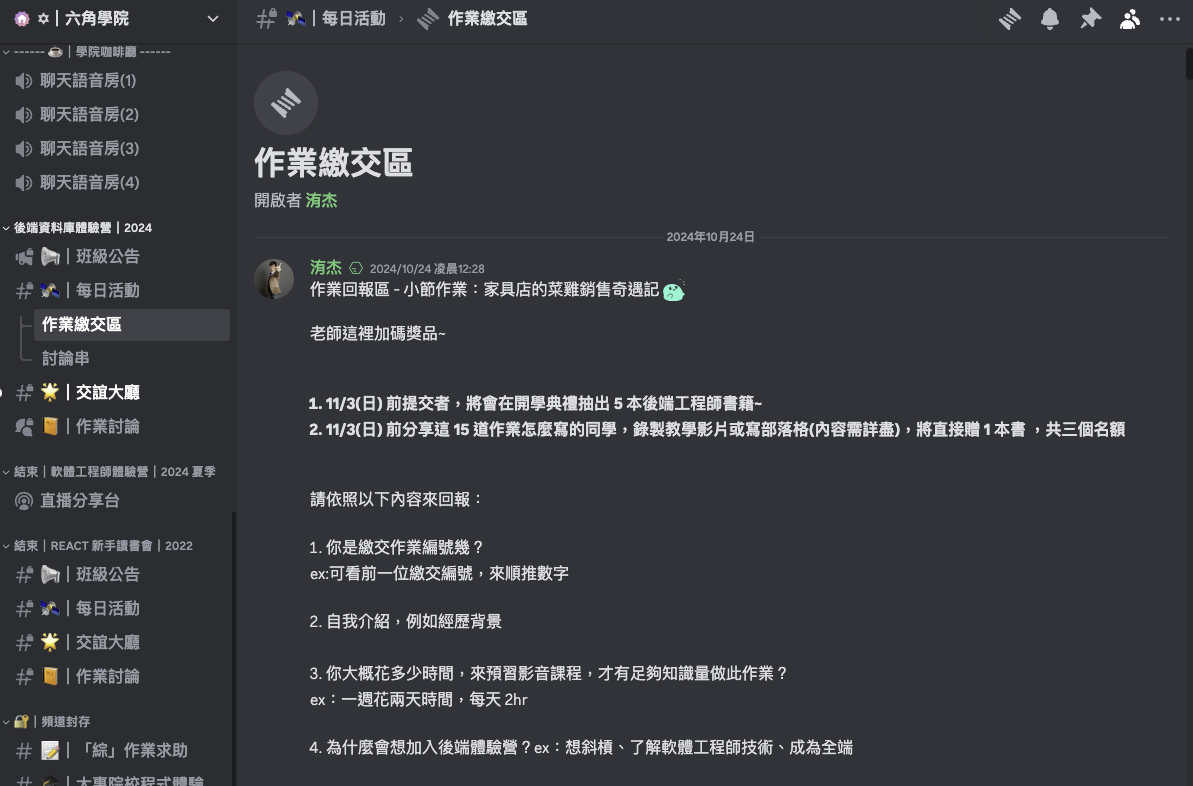 六角學院
------ ☕ | 學院咖啡廳 ------
聊天語音房(1)
聊天語音房(2)
聊天語音房(3)
聊天語音房(4)
後端資料庫體驗營 | 2024
| 班級公告
| 每日活動
作業繳交區
討論串
| 交誼大廳
| 作業討論
結束 | 軟體工程師體驗營 | 2024 夏季
直播分享台
結束 | REACT 新手讀書會 | 2022
| 班級公告
| 每日活動
| 交誼大廳
| 作業討論
| 頻道封存
| 「綜」作業求助
| 大專院校程式體驗
| 每日活動 › 作業繳交區
作業繳交區
開啟者 洧杰
2024年10月24日
洧杰 2024/10/24 凌晨12:28
作業回報區 - 小節作業：家具店的菜雞銷售奇遇記
老師這裡加碼獎品~
1. 11/3(日) 前提交者，將會在開學典禮抽出 5 本後端工程師書籍~
2. 11/3(日) 前分享這 15 道作業怎麼寫的同學，錄製教學影片或寫部落格(內容需詳盡)，將直接贈 1 本書 ，共三個名額
請依照以下內容來回報：
1. 你是繳交作業編號幾？
ex:可看前一位繳交編號，來順推數字
2. 自我介紹，例如經歷背景
3. 你大概花多少時間，來預習影音課程，才有足夠知識量做此作業？
ex：一週花兩天時間，每天 2hr
4. 為什麼會想加入後端體驗營？ex：想斜槓、了解軟體工程師技術、成為全端